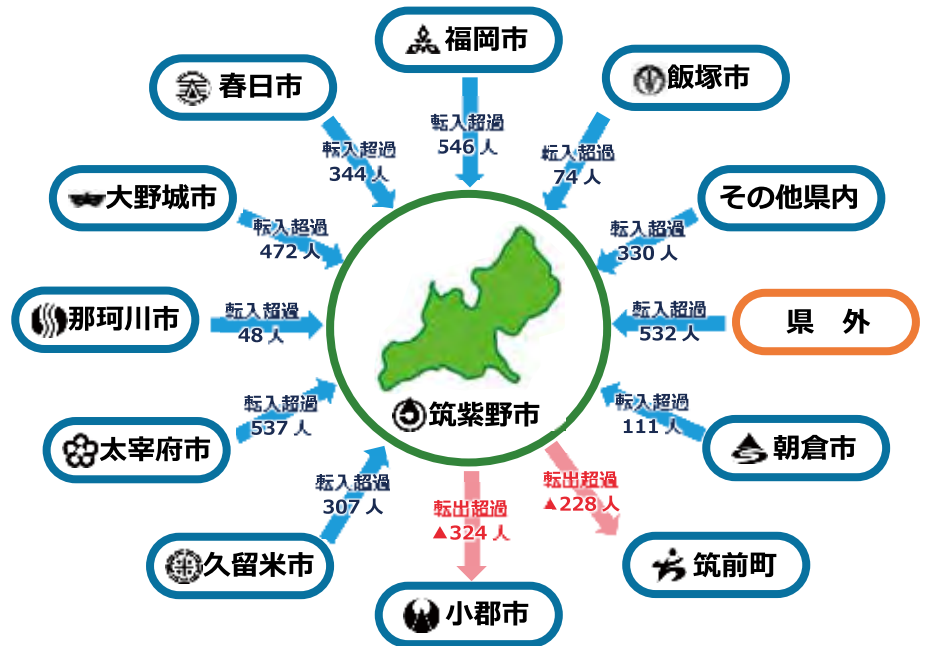 福岡市
転入超過
546 人
飯塚市
転入超過
74 人
その他県内
転入超過
330 人
県　外
転入超過
532 人
朝倉市
転入超過
111 人
筑前町
転出超過
▲228 人
小郡市
転出超過
▲324 人
久留米市
転入超過
307 人
太宰府市
転入超過
537 人
那珂川市
転入超過
48 人
大野城市
転入超過
472 人
春日市
転入超過
344 人
筑紫野市